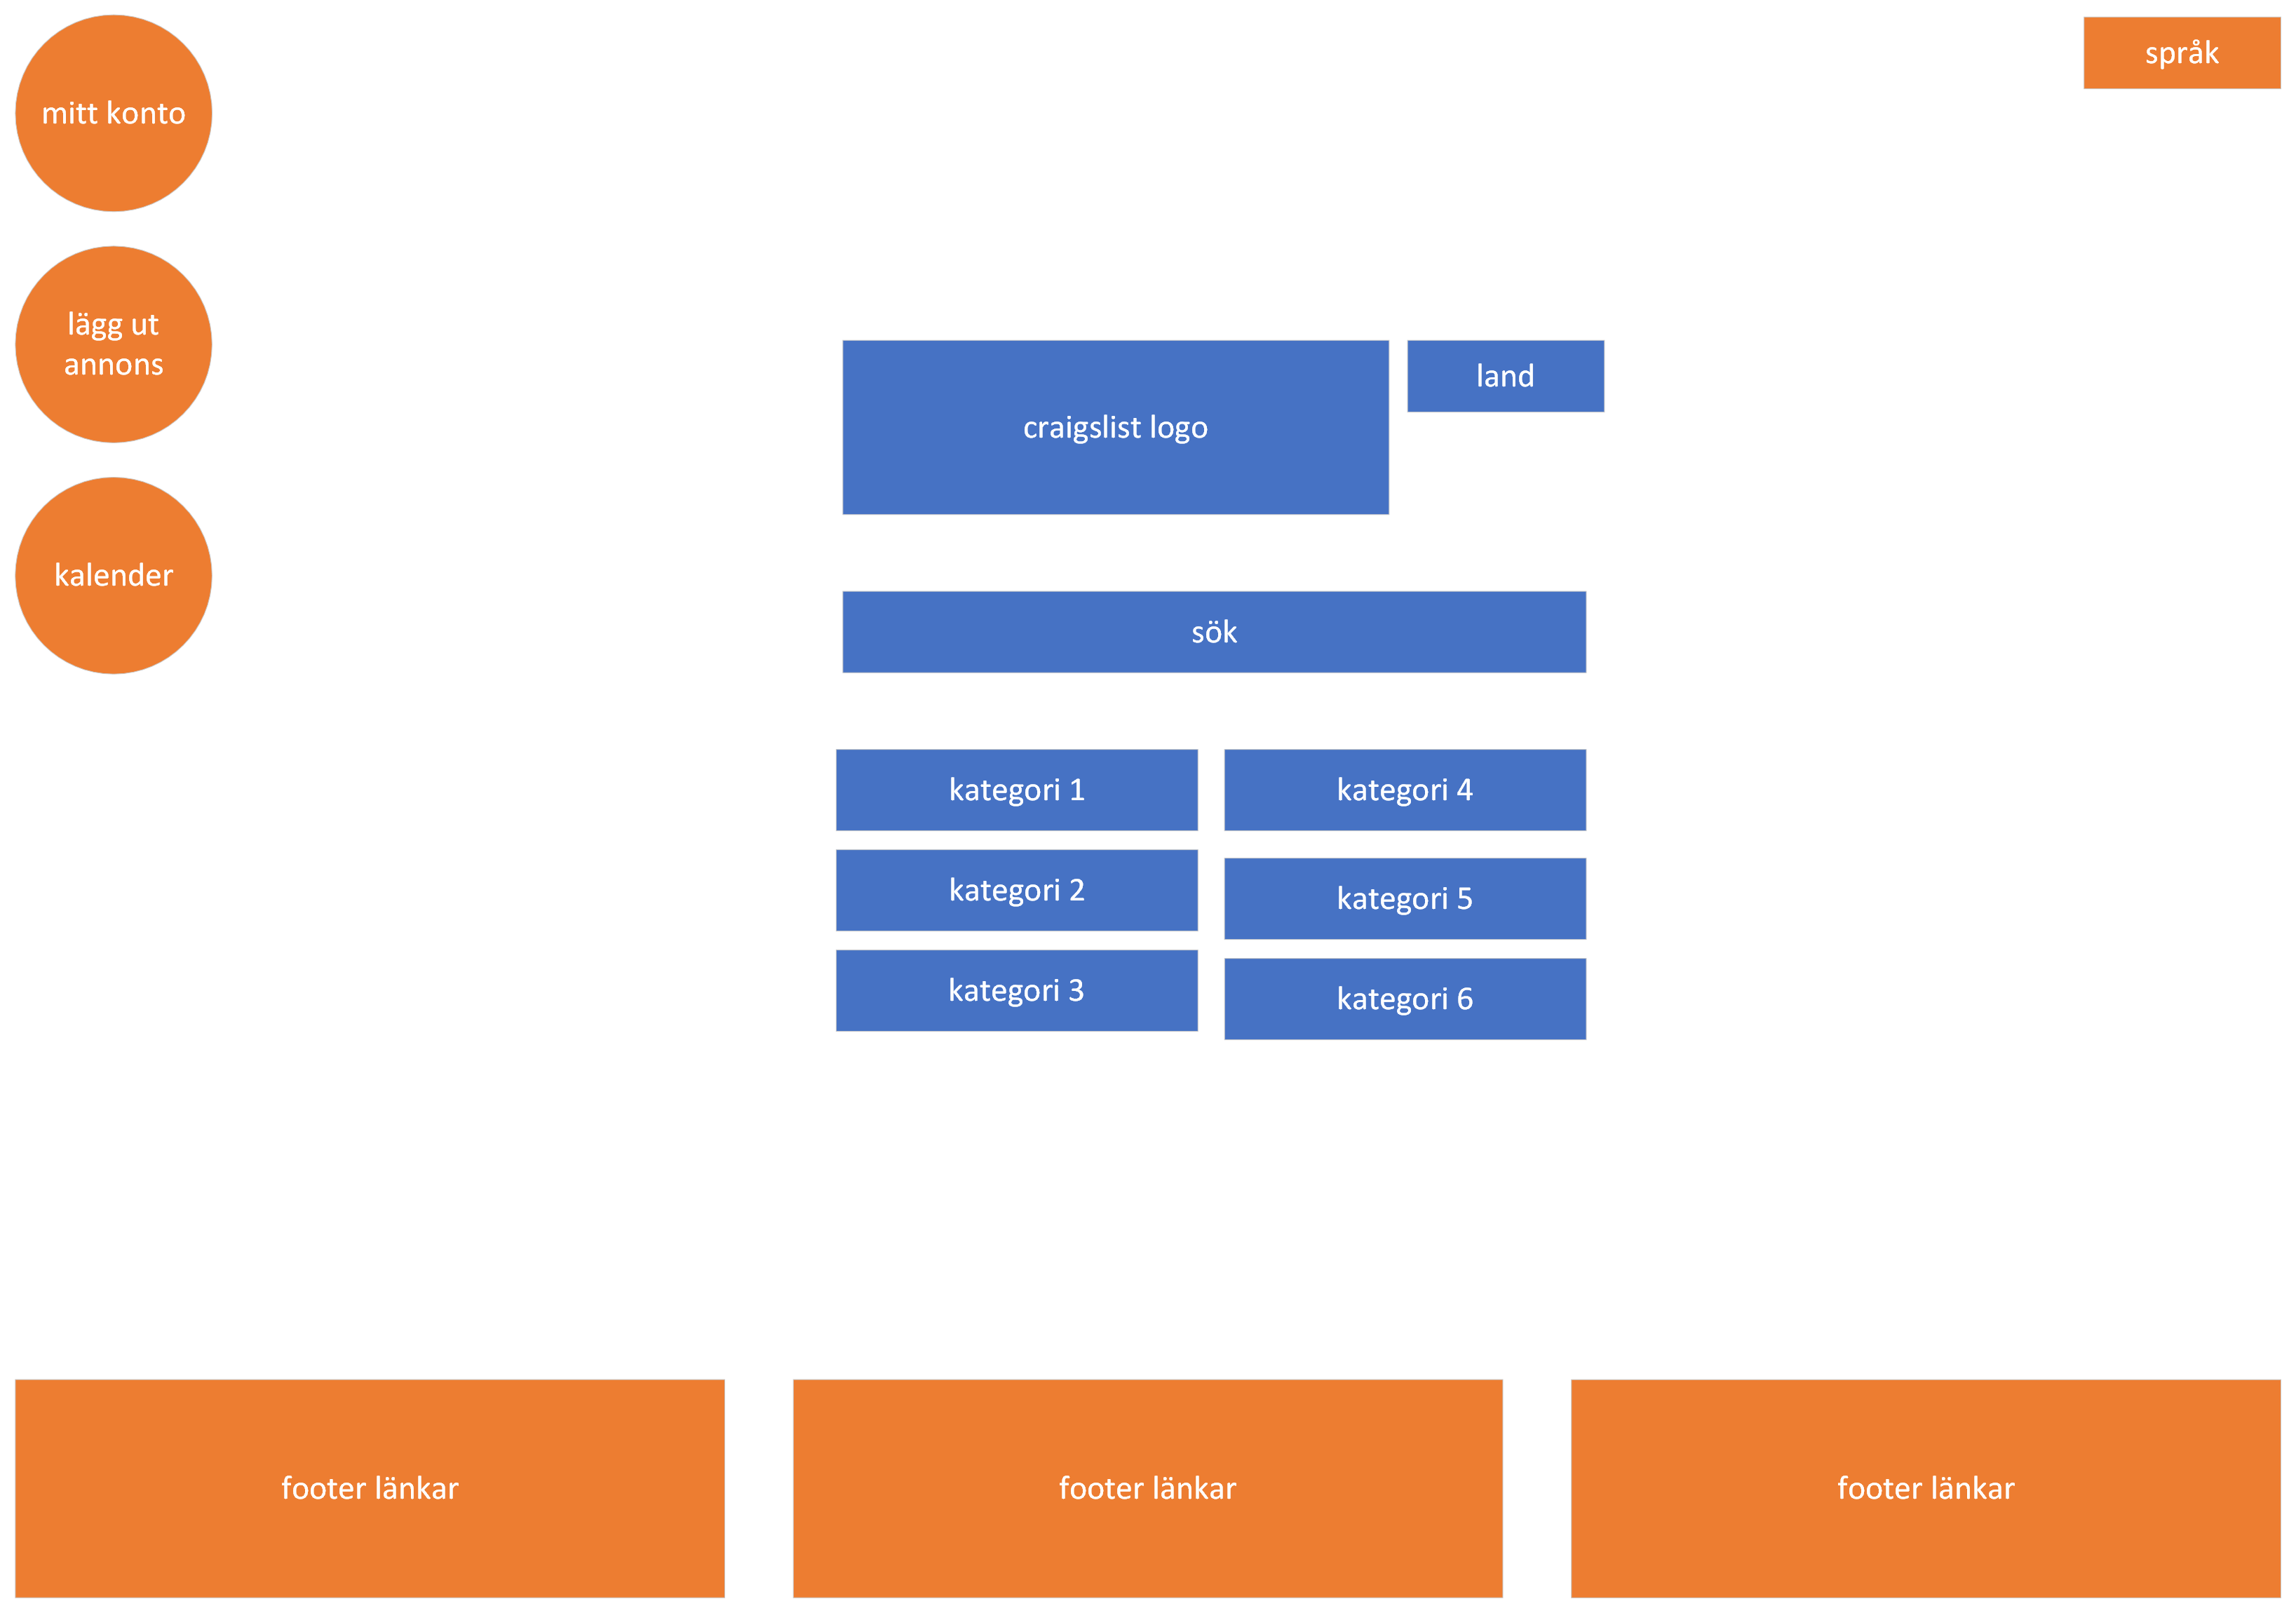 mitt konto
språk
lägg ut
annons
kalender
craigslist logo
land
sök
kategori 1
kategori 4
kategori 2
kategori 5
kategori 3
kategori 6
footer länkar
footer länkar
footer länkar